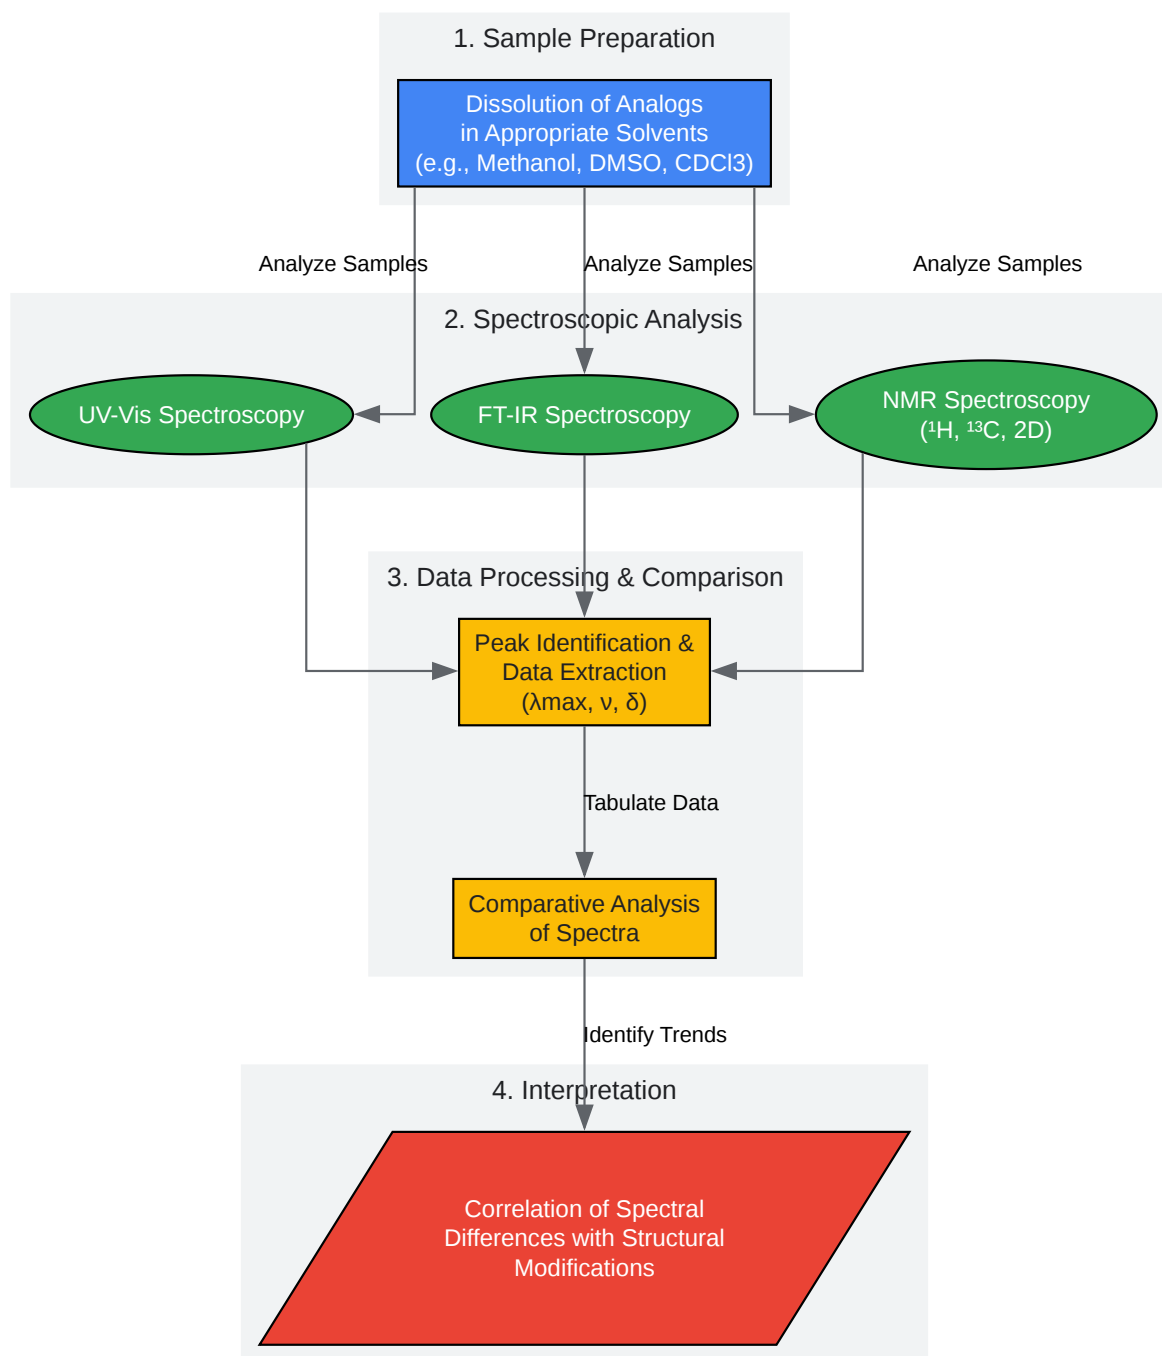 1. Sample Preparation
Dissolution of Analogs
in Appropriate Solvents
(e.g., Methanol, DMSO, CDCl3)
Analyze Samples
Analyze Samples
Analyze Samples
2. Spectroscopic Analysis
UV-Vis Spectroscopy
FT-IR Spectroscopy
NMR Spectroscopy
(¹H, ¹³C, 2D)
3. Data Processing & Comparison
Peak Identification &
Data Extraction
(λmax, ν, δ)
Tabulate Data
Comparative Analysis
of Spectra
Identify Trends
4. Interpretation
Correlation of Spectral
Differences with Structural
Modifications